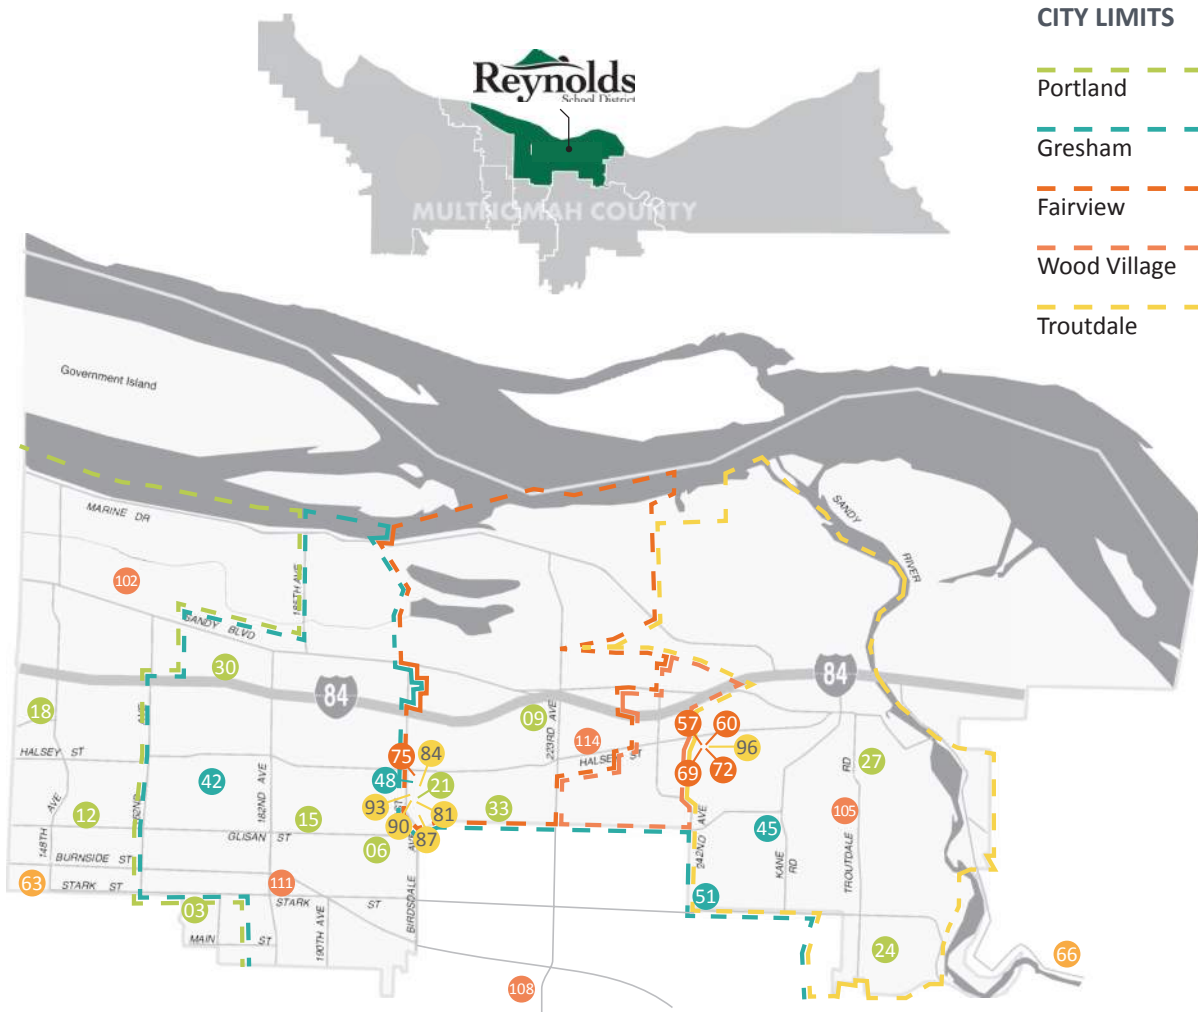 CITY LIMITS
Portland
Gresham
Fairview
Wood Village
Troutdale
Reynolds
School District
MULTNOMAH COUNTY
Government Island
MARINE DR
SANDY
RIVER
102
185TH AVE
SANDY BLVD
30
84
84
18
AVE
09
223RD AVE
57
60
114
96
HALSEY ST
HALSEY ST
75
84
27
RD
42
182ND AVE
48
21
69
72
93
81
33
105
12
148TH AVE
15
ST
90
87
242ND AVE
45
GLISAN ST
06
AVE
KANE RD
TROUTDALE
BURNSIDE ST
63
STARK ST
111
STARK ST
BIRDSDALE
51
03
190TH AVE
MAIN ST
24
66
108